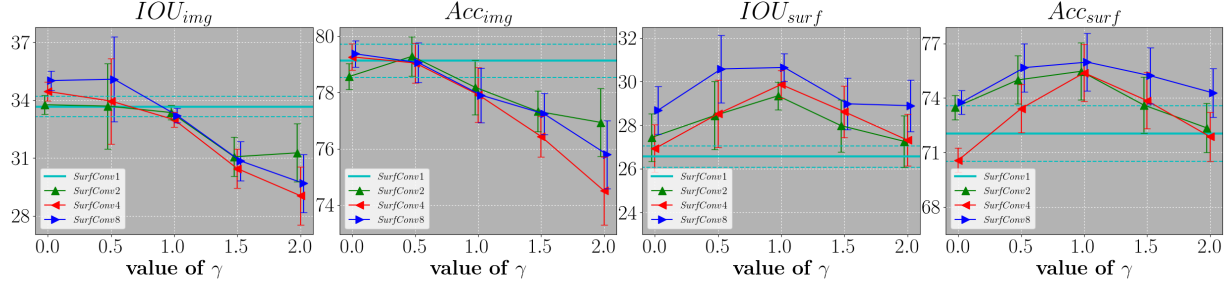 IOU_img
37
34
31
28
SurfConv1
SurfConv2
SurfConv4
SurfConv8
0.0 0.5 1.0 1.5 2.0
value of γ
Acc_img
80
78
76
74
SurfConv1
SurfConv2
SurfConv4
SurfConv8
0.0 0.5 1.0 1.5 2.0
value of γ
IOU_surf
32
30
28
26
24
SurfConv1
SurfConv2
SurfConv4
SurfConv8
0.0 0.5 1.0 1.5 2.0
value of γ
Acc_surf
77
74
71
68
SurfConv1
SurfConv2
SurfConv4
SurfConv8
0.0 0.5 1.0 1.5 2.0
value of γ